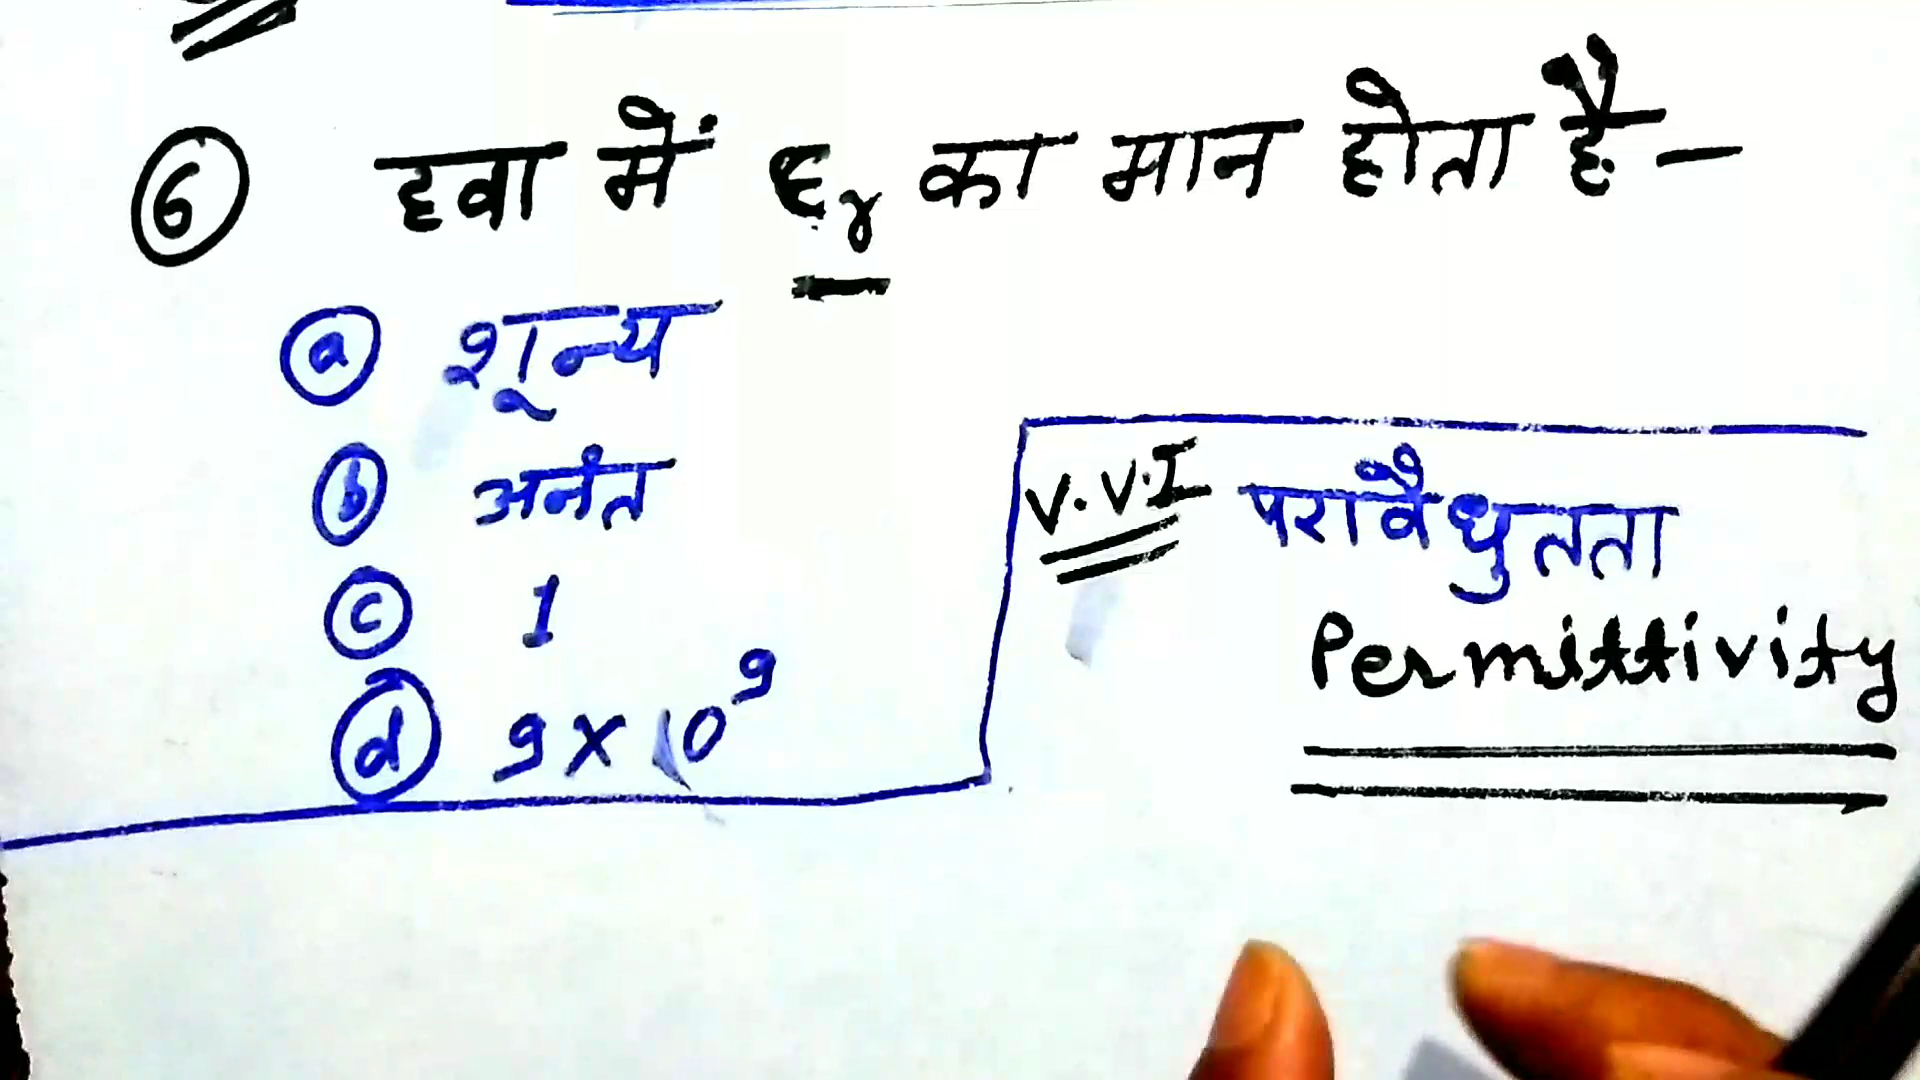 6 हवा में εr का मान होता है-
a शून्य
b अनंत
c 1
d 9×10⁹
V.V.I परावैधुतता
Permittivity